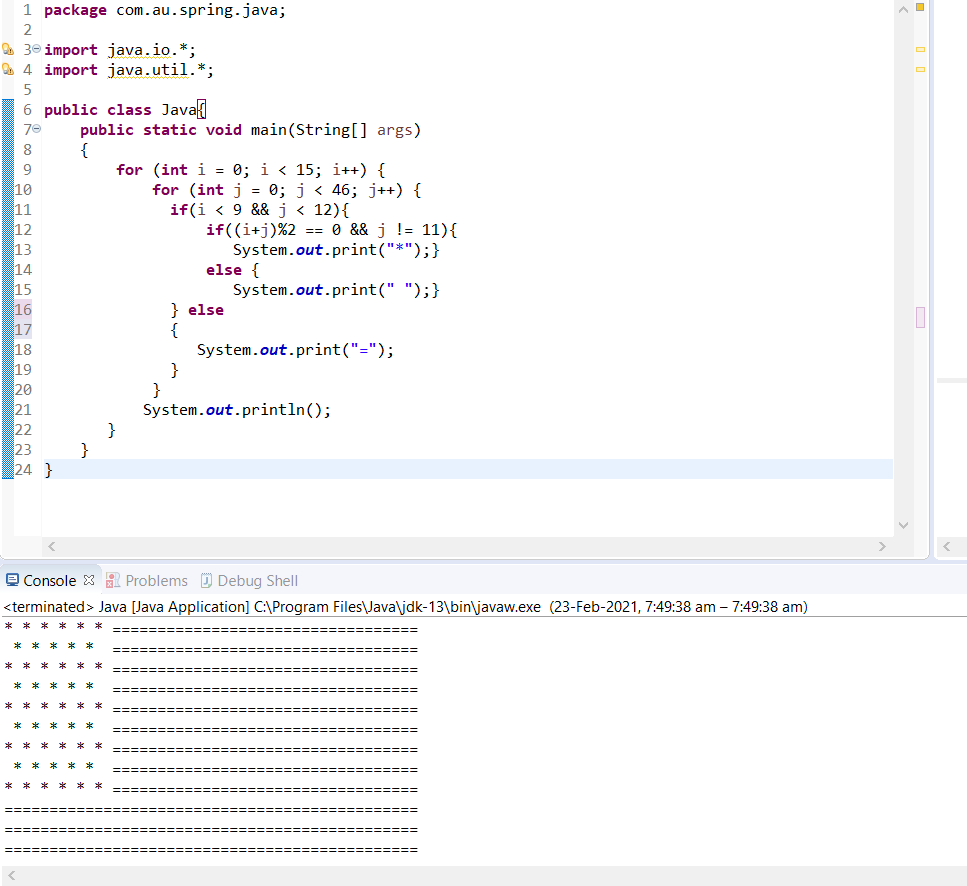 1 package com.au.spring.java;
2
3 import java.io.*;
4 import java.util.*;
5
6 public class Java{
7     public static void main(String[] args)
8     {
9         for (int i = 0; i < 15; i++) {
10             for (int j = 0; j < 46; j++) {
11               if(i < 9 && j < 12){
12                   if((i+j)%2 == 0 && j != 11){
13                      System.out.print("*");}
14                   else {
15                      System.out.print(" ");}
16               } else
17               {
18                  System.out.print("=");
19               }
20             }
21            System.out.println();
22        }
23     }
24 }
Console Problems Debug Shell
<terminated> Java [Java Application] C:\Program Files\Java\jdk-13\bin\javaw.exe (23-Feb-2021, 7:49:38 am – 7:49:38 am)
* * * * * * ==================================
 * * * * *  ==================================
* * * * * * ==================================
 * * * * *  ==================================
* * * * * * ==================================
 * * * * *  ==================================
* * * * * * ==================================
 * * * * *  ==================================
* * * * * * ==================================
==============================================
==============================================
==============================================